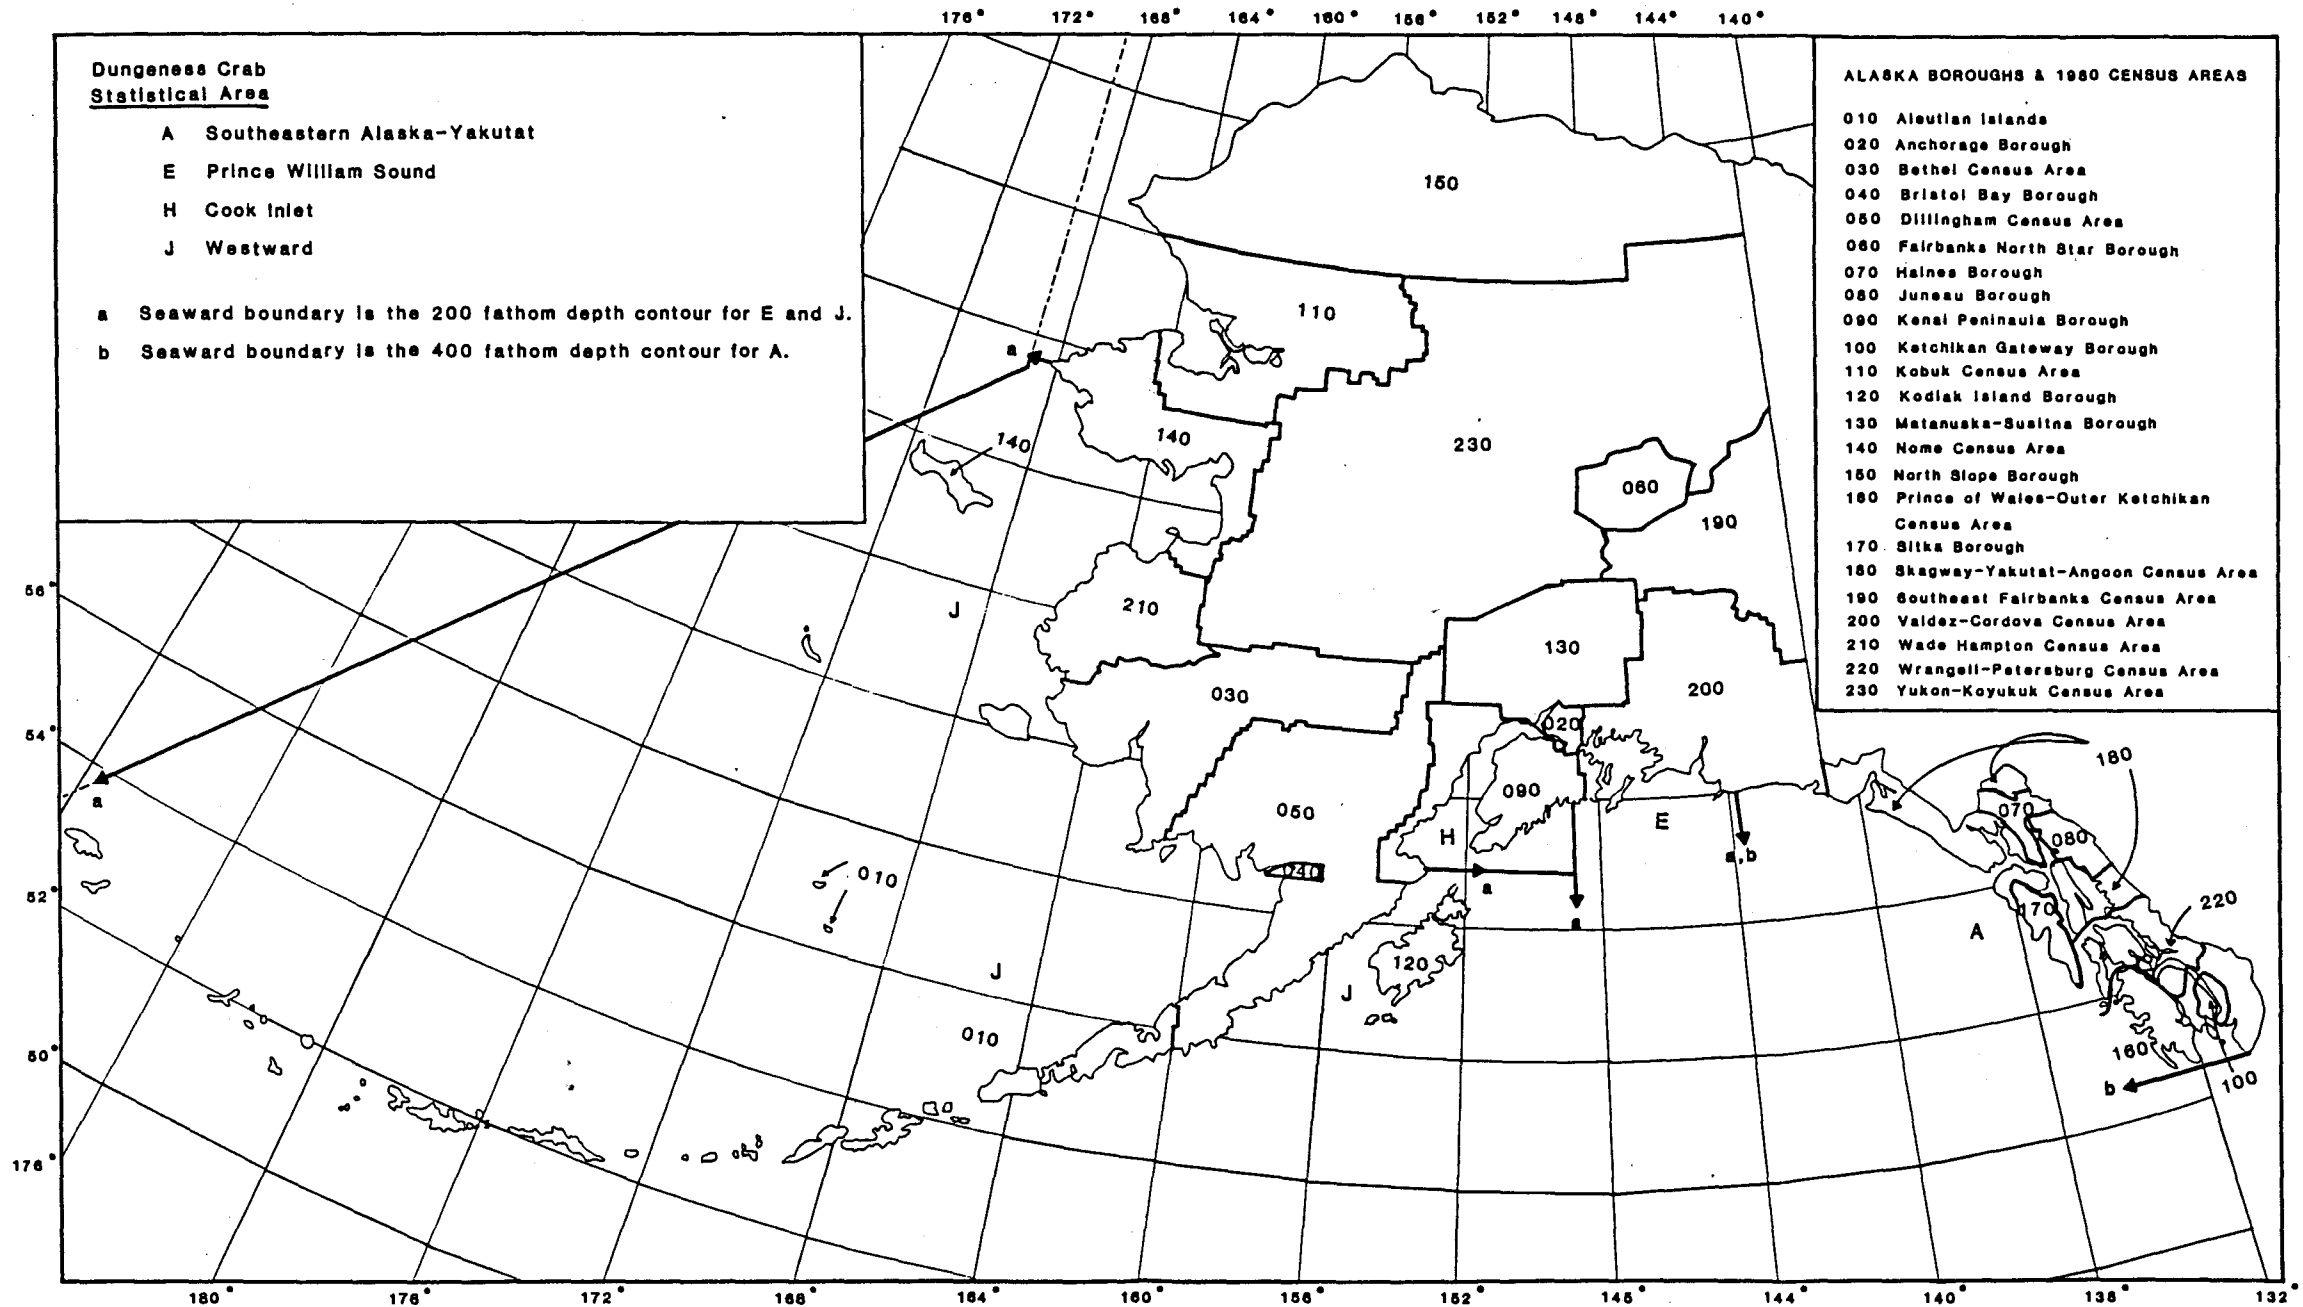 176° 172° 168° 164° 160° 156° 152° 148° 144° 140°
Dungeness Crab
Statistical Area
A Southeastern Alaska-Yakutat
E Prince William Sound
H Cook Inlet
J Westward
a Seaward boundary is the 200 fathom depth contour for E and J.
b Seaward boundary is the 400 fathom depth contour for A.
ALASKA BOROUGHS & 1980 CENSUS AREAS
010 Aleutian Islands
020 Anchorage Borough
030 Bethel Census Area
040 Bristol Bay Borough
050 Dillingham Census Area
060 Fairbanks North Star Borough
070 Haines Borough
080 Juneau Borough
090 Kenai Peninsula Borough
100 Ketchikan Gateway Borough
110 Kobuk Census Area
120 Kodiak Island Borough
130 Matanuska-Susitna Borough
140 Nome Census Area
150 North Slope Borough
160 Prince of Wales-Outer Ketchikan
Census Area
170 Sitka Borough
180 Skagway-Yakutat-Angoon Census Area
190 Southeast Fairbanks Census Area
200 Valdez-Cordova Census Area
210 Wade Hampton Census Area
220 Wrangell-Petersburg Census Area
230 Yukon-Koyukuk Census Area
150
110
a
140
140
230
060
190
56°
J
210
130
030
200
54°
020
180
a
090
070
050
E
H
080
a,b
040
010
a
52°
220
170
a
A
120
J
J
010
50°
160
100
b
176°
180° 176° 172° 168° 164° 160° 156° 152° 148° 144° 140° 136° 132°